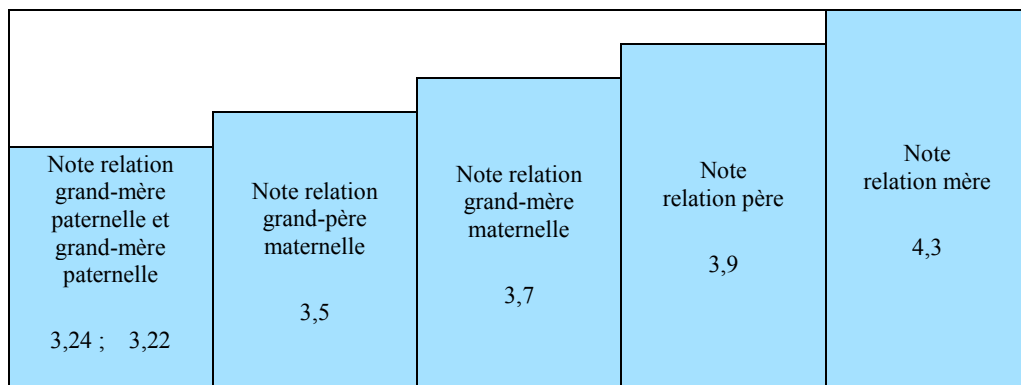 Note relation
grand-mère
paternelle et
grand-mère
paternelle
3,24 ; 3,22
Note relation
grand-père
maternelle
3,5
Note relation
grand-mère
maternelle
3,7
Note
relation père
3,9
Note
relation mère
4,3